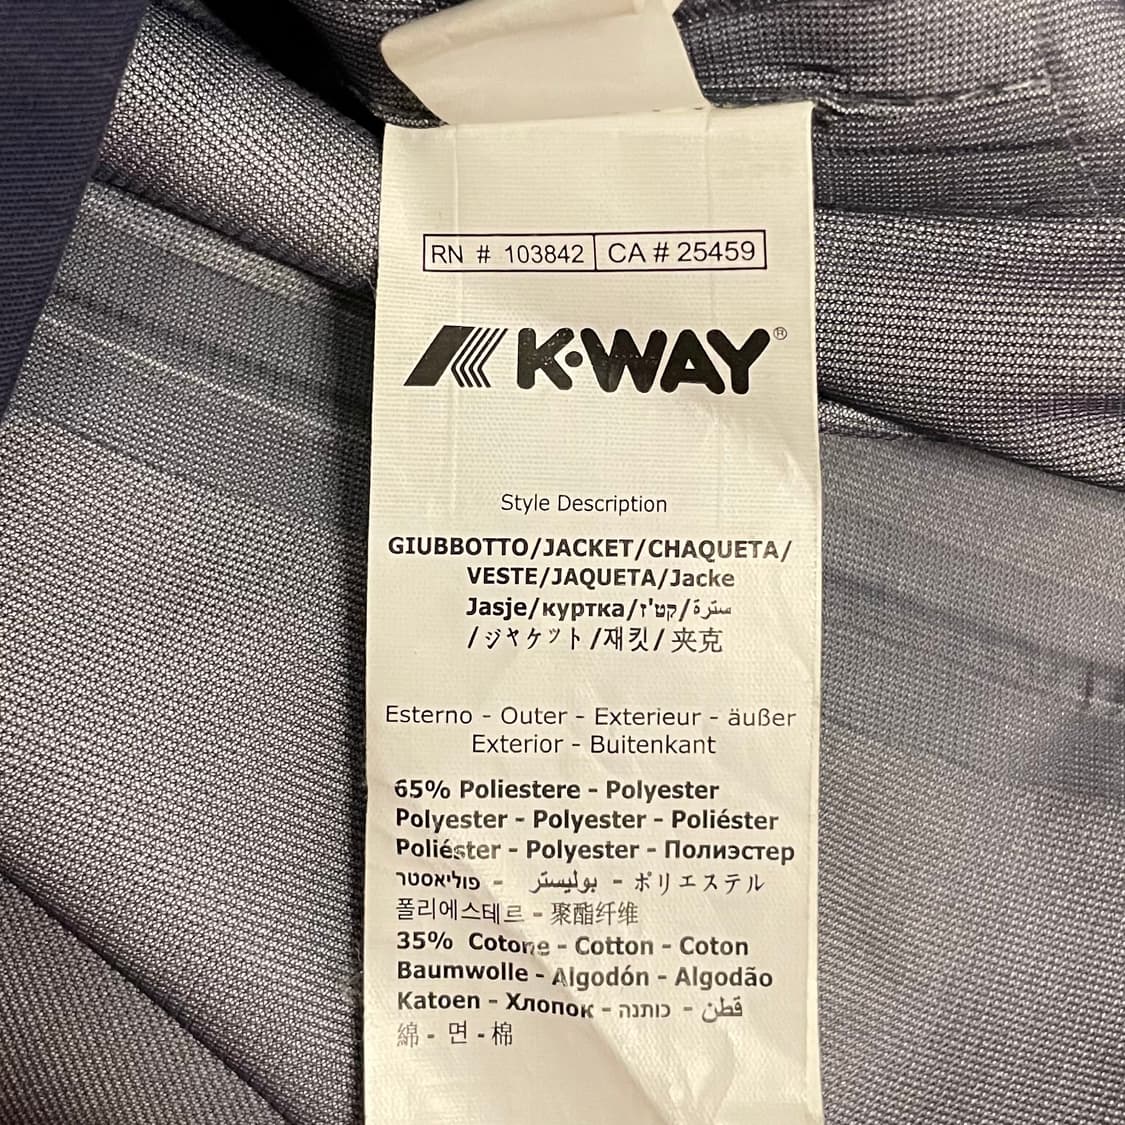 RN # 103842 CA # 25459
K·WAY®
Style Description
GIUBBOTTO/JACKET/CHAQUETA/
VESTE/JAQUETA/Jacke
Jasje/куртка/קט'ז/سترة
/ジャケット/재킷/夹克
Esterno - Outer - Exterieur - äußer
Exterior - Buitenkant
65% Poliestere - Polyester
Polyester - Polyester - Poliéster
Poliéster - Polyester - Полиэстер
פוליאסטר - بوليستر - ポリエステル
폴리에스테르 - 聚酯纤维
35% Cotone - Cotton - Coton
Baumwolle - Algodón - Algodão
Katoen - Хлопок - כותנה - قطن
綿 - 면 - 棉